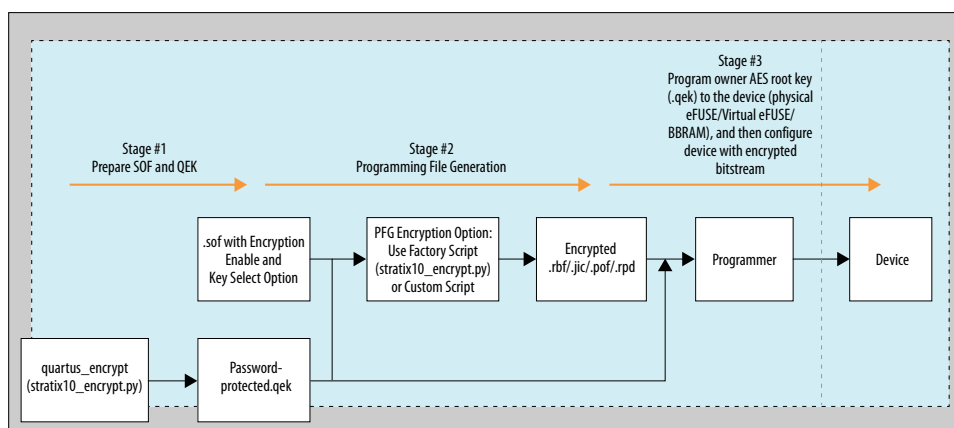 Stage #1
Prepare SOF and QEK
Stage #2
Programming File Generation
Stage #3
Program owner AES root key
(.qek) to the device (physical
eFUSE/Virtual eFUSE/
BBRAM), and then configure
device with encrypted
bitstream
.sof with Encryption
Enable and
Key Select Option
PFG Encryption Option:
Use Factory Script
(stratix10_encrypt.py)
or Custom Script
Encrypted
.rbf/.jic/.pof/.rpd
Programmer
Device
quartus_encrypt
(stratix10_encrypt.py)
Password-
protected.qek